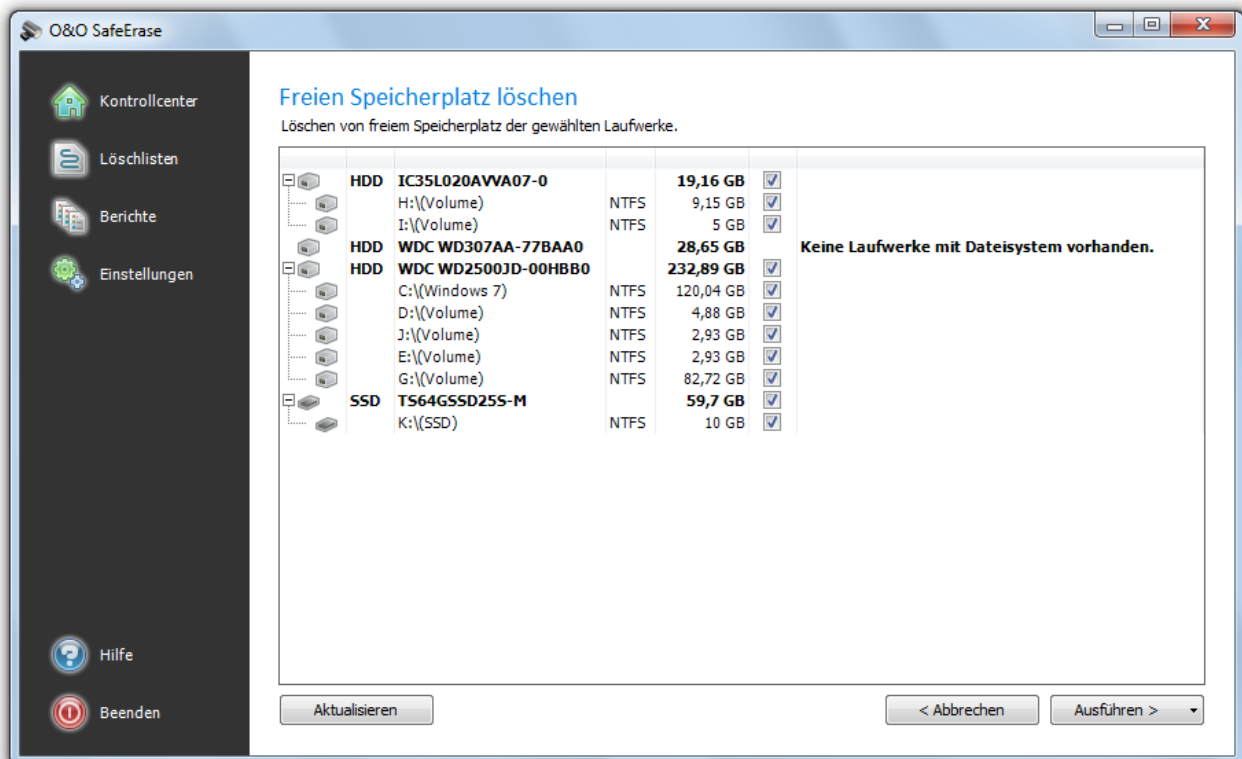 O&O SafeErase
Kontrollcenter
Löschlisten
Berichte
Einstellungen
Hilfe
Beenden
Freien Speicherplatz löschen
Löschen von freiem Speicherplatz der gewählten Laufwerke.
HDD IC35L020AVVA07-0 19,16 GB
H:\(Volume) NTFS 9,15 GB
I:\(Volume) NTFS 5 GB
HDD WDC WD307AA-77BAA0 28,65 GB Keine Laufwerke mit Dateisystem vorhanden.
HDD WDC WD2500JD-00HBB0 232,89 GB
C:\(Windows 7) NTFS 120,04 GB
D:\(Volume) NTFS 4,88 GB
J:\(Volume) NTFS 2,93 GB
E:\(Volume) NTFS 2,93 GB
G:\(Volume) NTFS 82,72 GB
SSD TS64GSSD25S-M 59,7 GB
K:\(SSD) NTFS 10 GB
Aktualisieren
< Abbrechen
Ausführen >